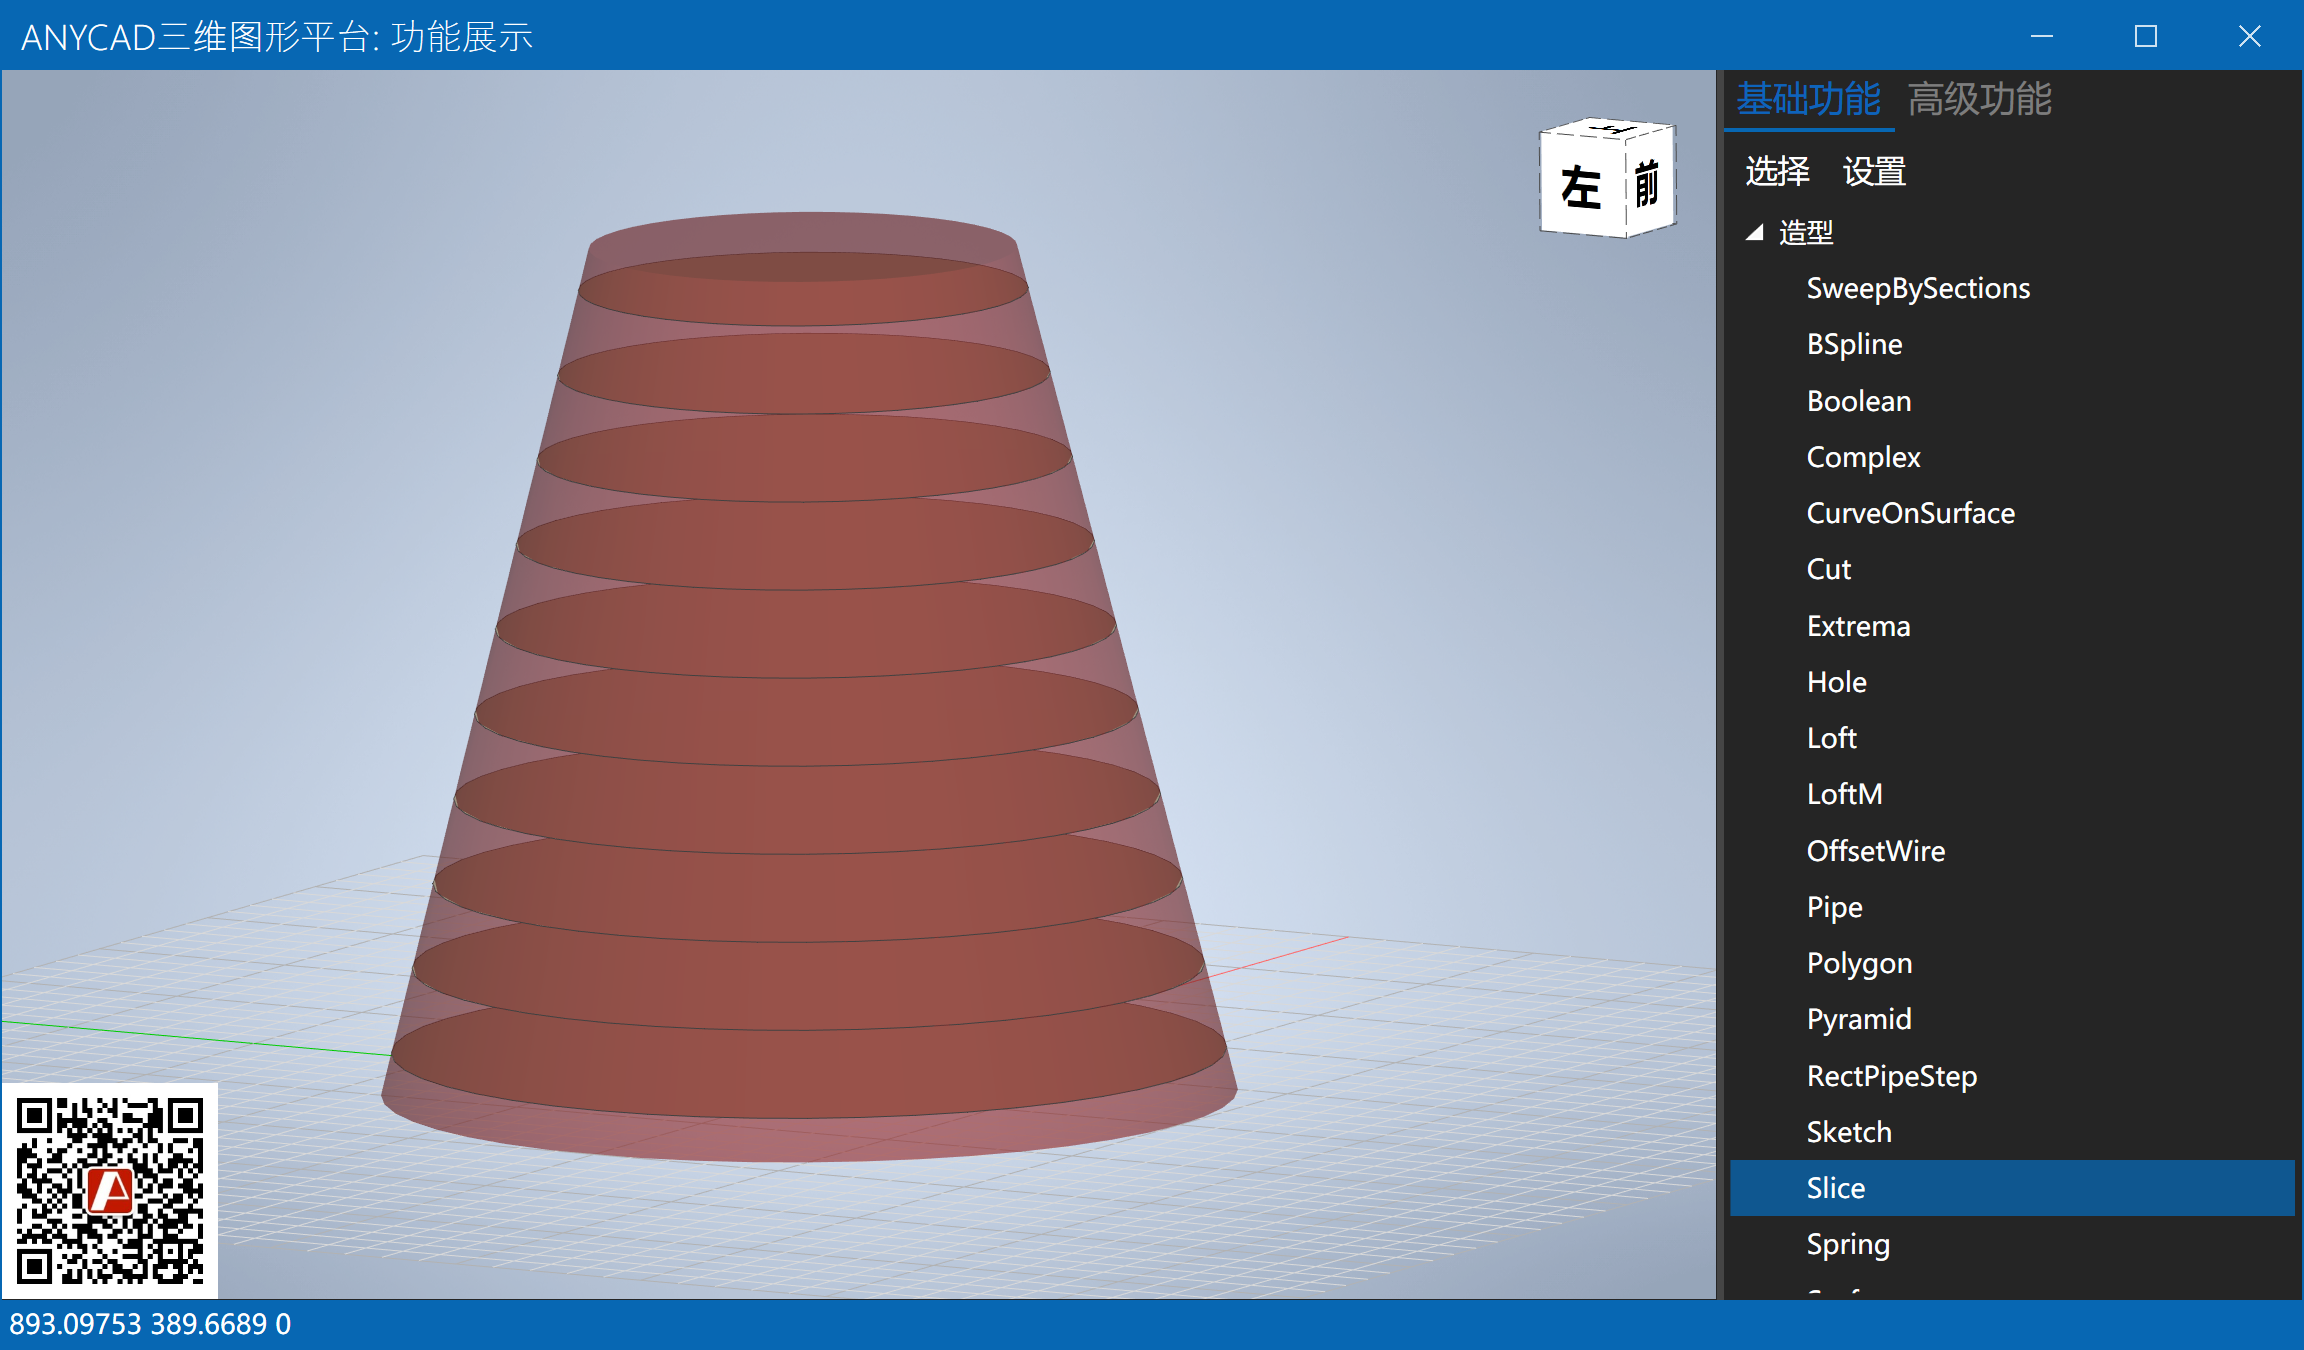 ANYCAD三维图形平台: 功能展示
基础功能 高级功能
选择 设置
造型
SweepBySections
BSpline
Boolean
Complex
CurveOnSurface
Cut
Extrema
Hole
Loft
LoftM
OffsetWire
Pipe
Polygon
Pyramid
RectPipeStep
Sketch
Slice
Spring
左 前
893.09753 389.6689 0